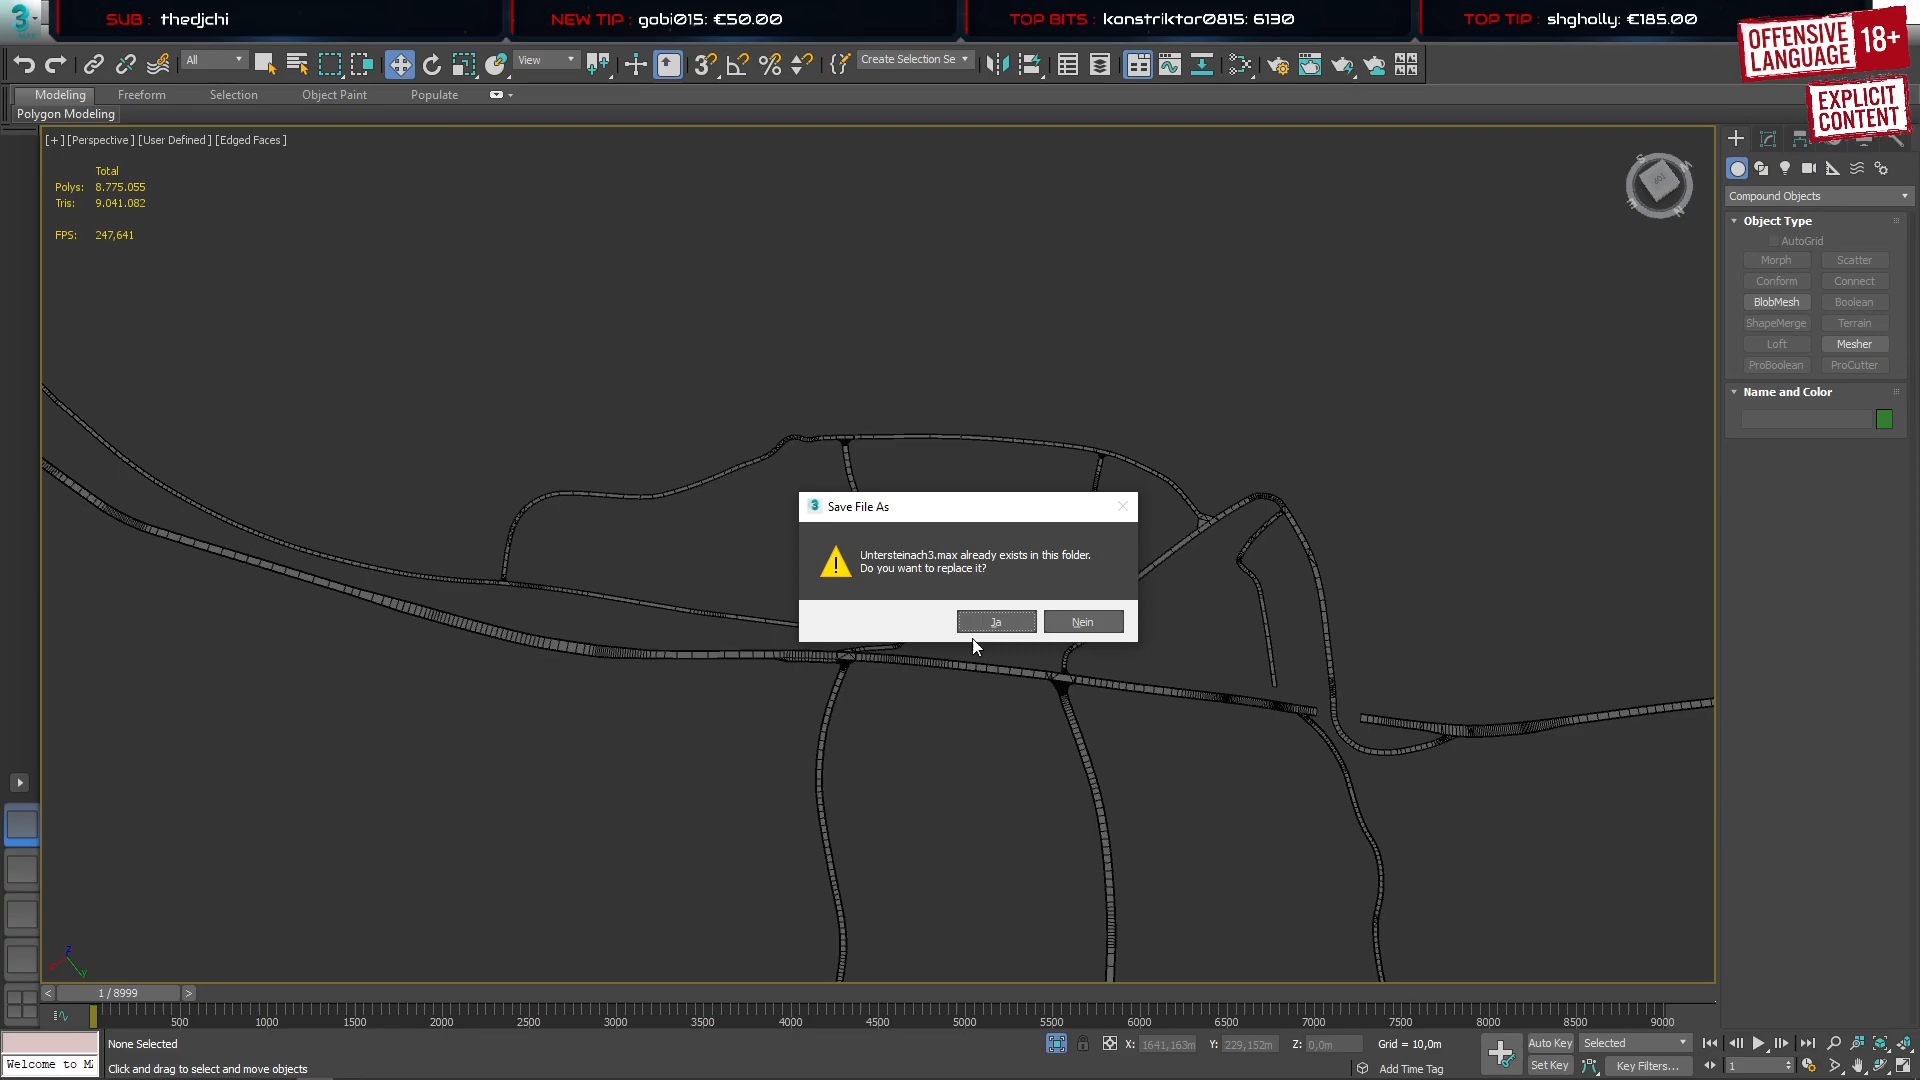 SUB : thedjchi
NEW TIP : gobi015: €50.00
TOP BITS : konstriktor0815: 6130
TOP TIP : shgholly: €185.00
OFFENSIVE LANGUAGE 18+
EXPLICIT CONTENT
3
MAX
All
View
Create Selection Se
Modeling
Freeform
Selection
Object Paint
Populate
Polygon Modeling
[+] [Perspective] [User Defined] [Edged Faces]
Total
Polys: 8.775.055
Tris: 9.041.082
FPS: 247,641
Compound Objects
Object Type
AutoGrid
Morph
Scatter
Conform
Connect
BlobMesh
Boolean
ShapeMerge
Terrain
Loft
Mesher
ProBoolean
ProCutter
Name and Color
Save File As
Untersteinach3.max already exists in this folder.
Do you want to replace it?
Ja
Nein
1 / 8999
500 1000 1500 2000 2500 3000 3500 4000 4500 5000 5500 6000 6500 7000 7500 8000 8500 9000
None Selected
X: 1641,163m
Y: 229,152m
Z: 0,0m
Grid = 10,0m
Auto Key
Selected
Welcome to M
Click and drag to select and move objects
Add Time Tag
Set Key
Key Filters...
1